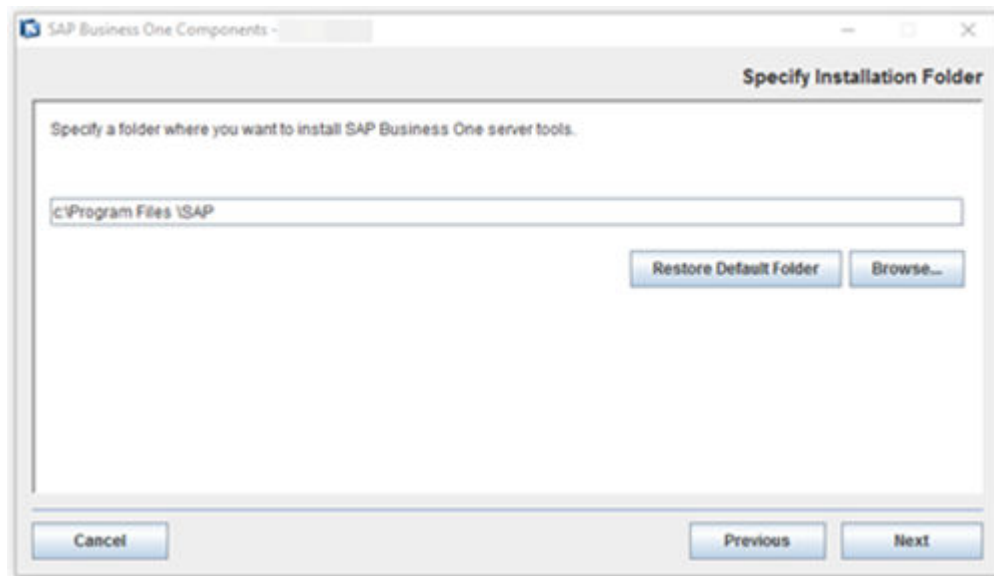 SAP Business One Components -
Specify Installation Folder
Specify a folder where you want to install SAP Business One server tools.
c:\Program Files \SAP
Restore Default Folder
Browse...
Cancel
Previous
Next